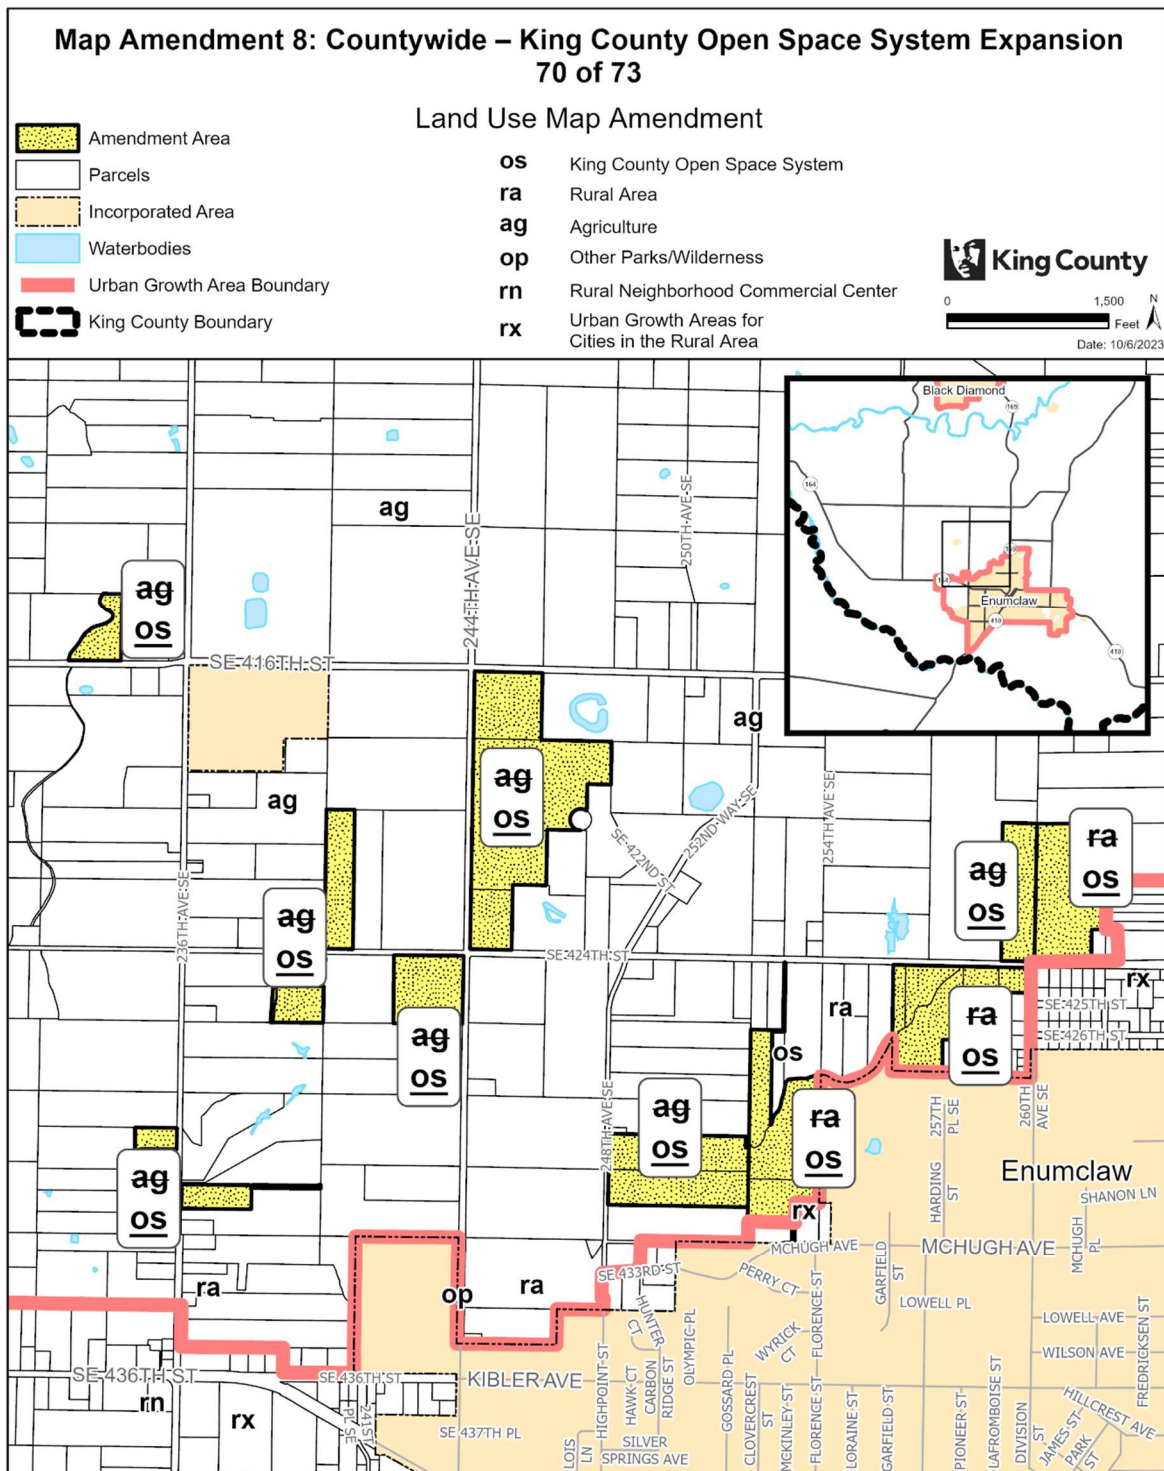 Map Amendment 8: Countywide – King County Open Space System Expansion
70 of 73
Land Use Map Amendment
Amendment Area
Parcels
Incorporated Area
Waterbodies
Urban Growth Area Boundary
King County Boundary
os King County Open Space System
ra Rural Area
ag Agriculture
op Other Parks/Wilderness
rn Rural Neighborhood Commercial Center
rx Urban Growth Areas for
Cities in the Rural Area
King County
0 1,500
Feet
N
Date: 10/6/2023
Black Diamond
169
164
164
Enumclaw
410
410
ag
244TH AVE SE
250TH AVE SE
ag
os
SE 416TH ST
ag
ag
os
ag
236TH AVE SE
SE 422ND ST
252ND WAY SE
254TH AVE SE
ra
os
ag
os
ag
os
SE 424TH ST
rx
SE 425TH ST
SE 426TH ST
ra
ra
os
os
ag
os
ag
os
248TH AVE SE
ra
os
257TH
PL SE
260TH
AVE SE
ag
os
Enumclaw
HARDING
ST
SHANON LN
rx
MCHUGH AVE
MCHUGH AVE
MCHUGH
PL
ra
op
ra
SE 433RD ST
PERRY CT
GARFIELD
ST
LOWELL PL
LOWELL AVE
HUNTER
CT
OLYMPIC PL
FLORENCE ST
WYRICK
CT
WILSON AVE
FREDRICKSEN ST
SE 436TH ST
SE 436TH ST
KIBLER AVE
HIGHPOINT ST
HAWK CT
CARBON
RIDGE ST
GOSSARD PL
CLOVERCREST
ST
MCKINLEY ST
FLORENCE ST
LORAINE ST
GARFIELD ST
PIONEER ST
LAFROMBOISE ST
DIVISION
ST
HILLCREST AVE
JAMES ST
PARK
ST
rn
rx
241ST
PL SE
SE 437TH PL
LOIS
LN
SILVER
SPRINGS AVE